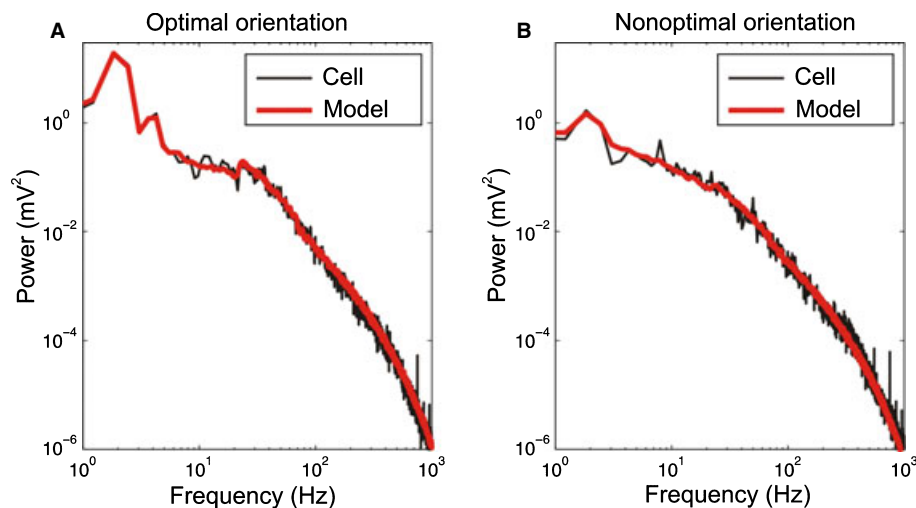 A Optimal orientation
Cell
Model
10^0
10^-2
10^-4
10^-6
Power (mV^2)
10^0 10^1 10^2 10^3
Frequency (Hz)
B Nonoptimal orientation
Cell
Model
10^0
10^-2
10^-4
10^-6
Power (mV^2)
10^0 10^1 10^2 10^3
Frequency (Hz)